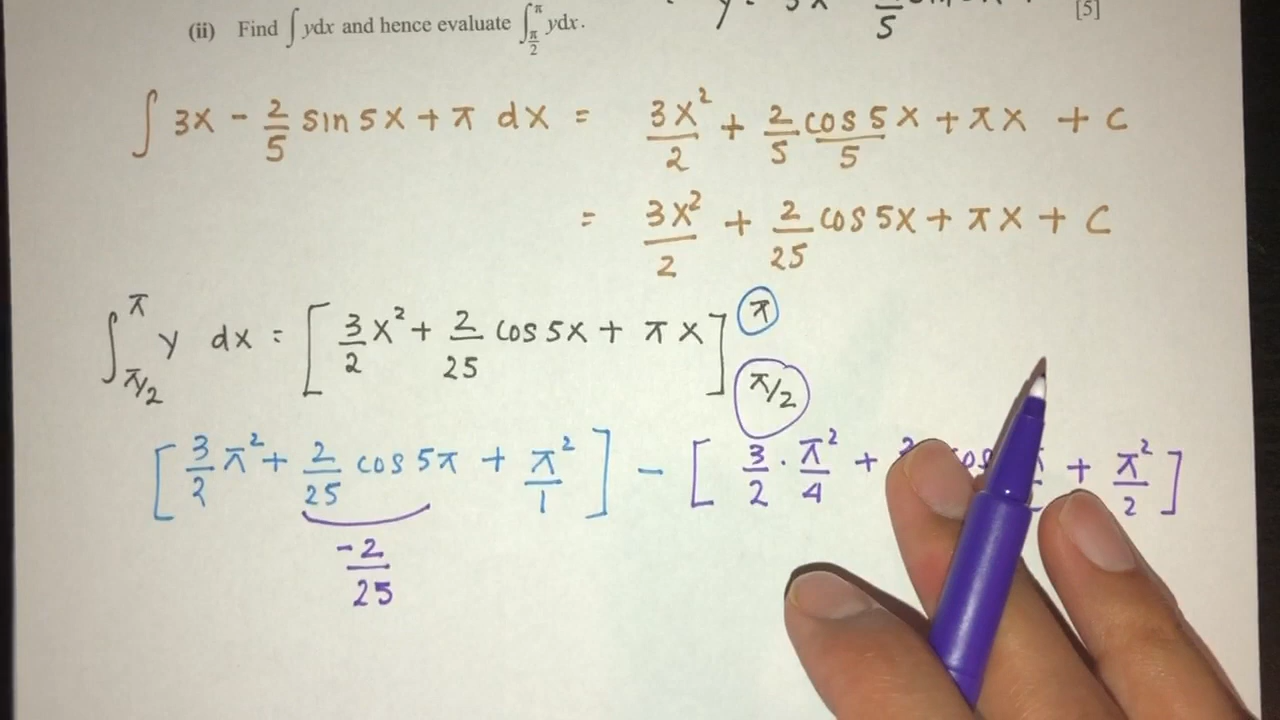 (ii) Find ∫ydx and hence evaluate ∫_{π/2}^{π} ydx. [5]
5
∫ 3x - 2/5 sin 5x + π dx = 3x²/2 + 2/5 cos 5x/5 + πx + c
= 3x²/2 + 2/25 cos 5x + πx + c
∫_{π/2}^{π} y dx = [3/2 x² + 2/25 cos 5x + πx]_{π/2}^{π}
[3/2 π² + 2/25 cos 5π + π²/1] - [3/2 · π²/4 + + π²/2]
-2/25